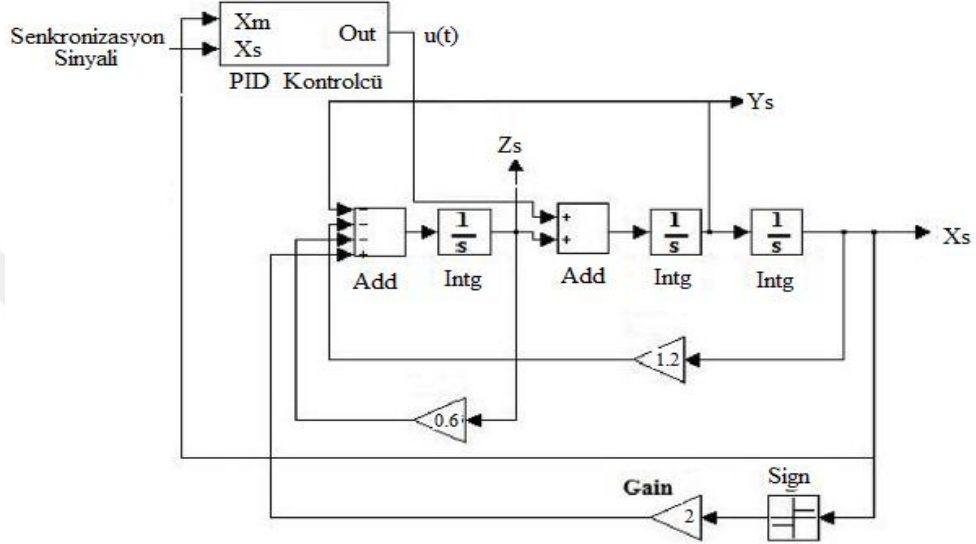 Senkronizasyon
Sinyali
Xm
Xs
Out
u(t)
PID Kontrolcü
Ys
Zs
−
−
−
+
1
s
+
+
1
s
1
s
Xs
Add
Intg
Add
Intg
Intg
1.2
0.6
Gain
Sign
2